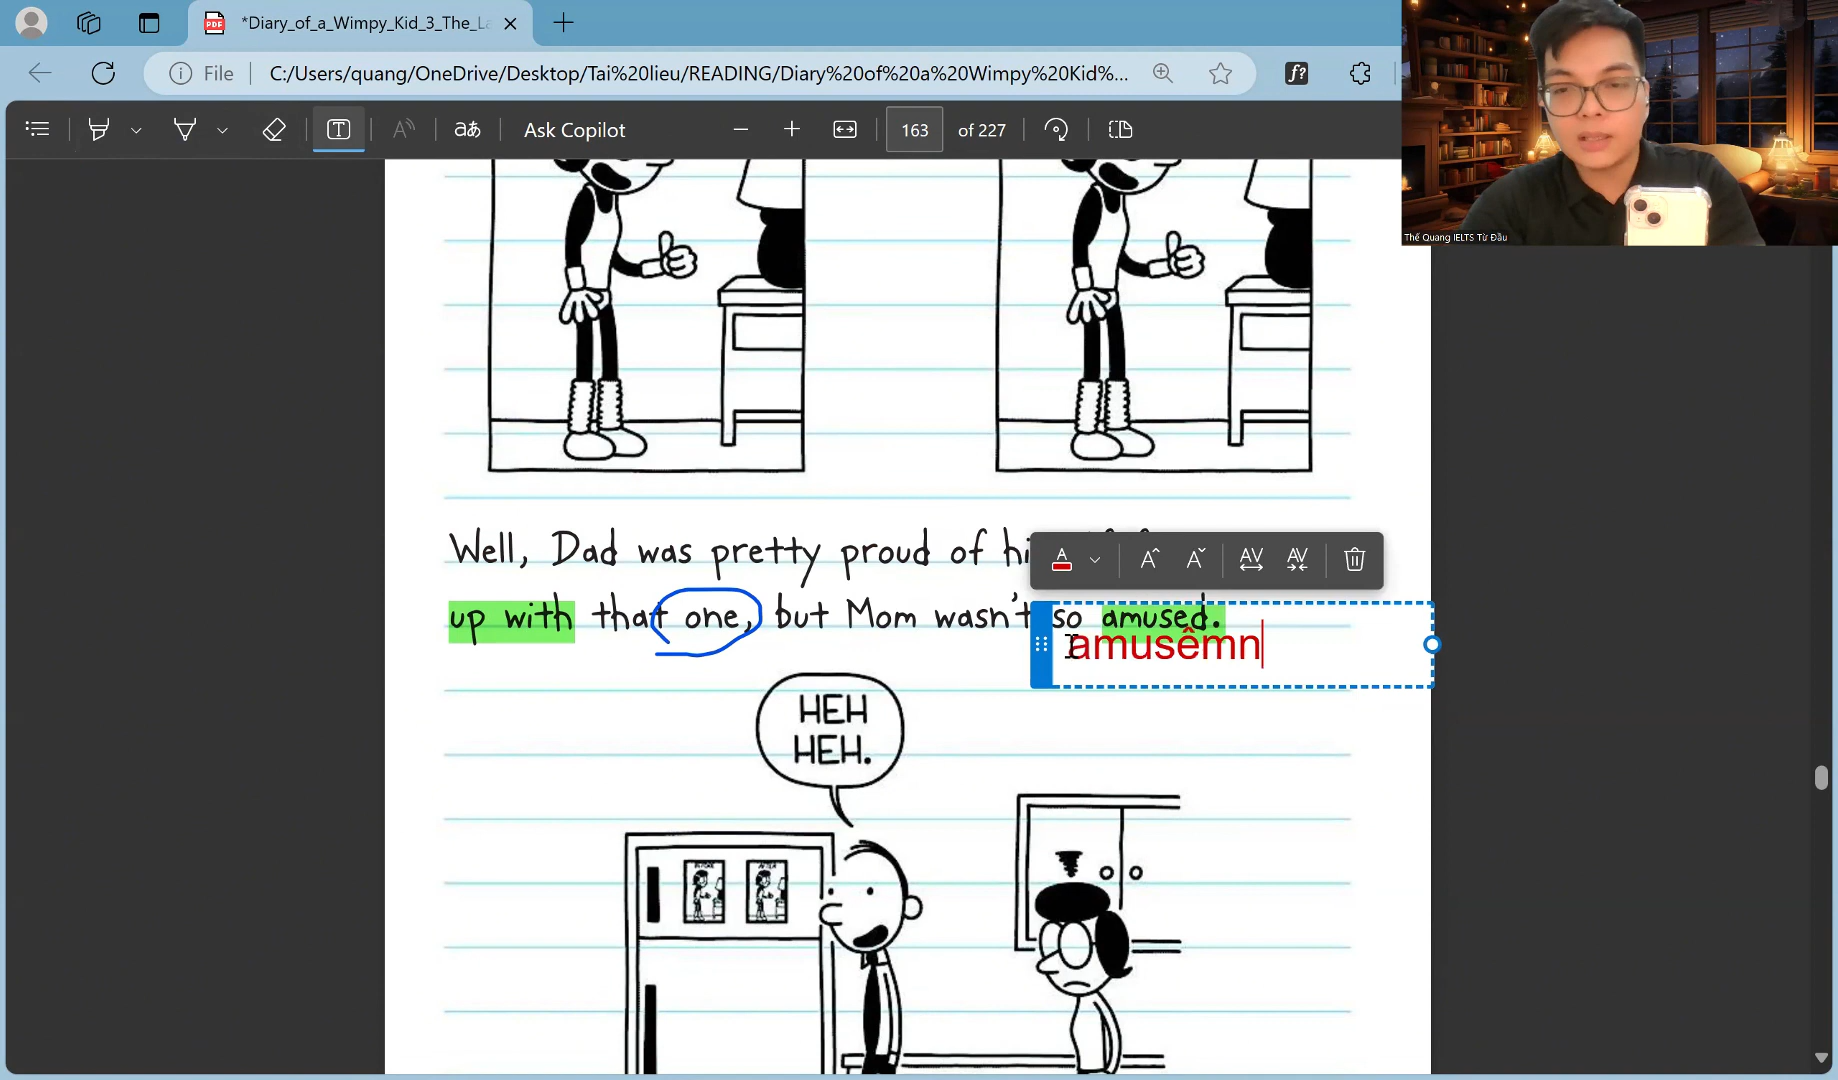 *Diary_of_a_Wimpy_Kid_3_The_La
File
C:/Users/quang/OneDrive/Desktop/Tai%20lieu/READING/Diary%20of%20a%20Wimpy%20Kid%...
Ask Copilot
163 of 227
Thế Quang IELTS Từ Đầu
Well, Dad was pretty proud of
up with that one, but Mom wasn't so amused.
amusêmn
HEH
HEH.